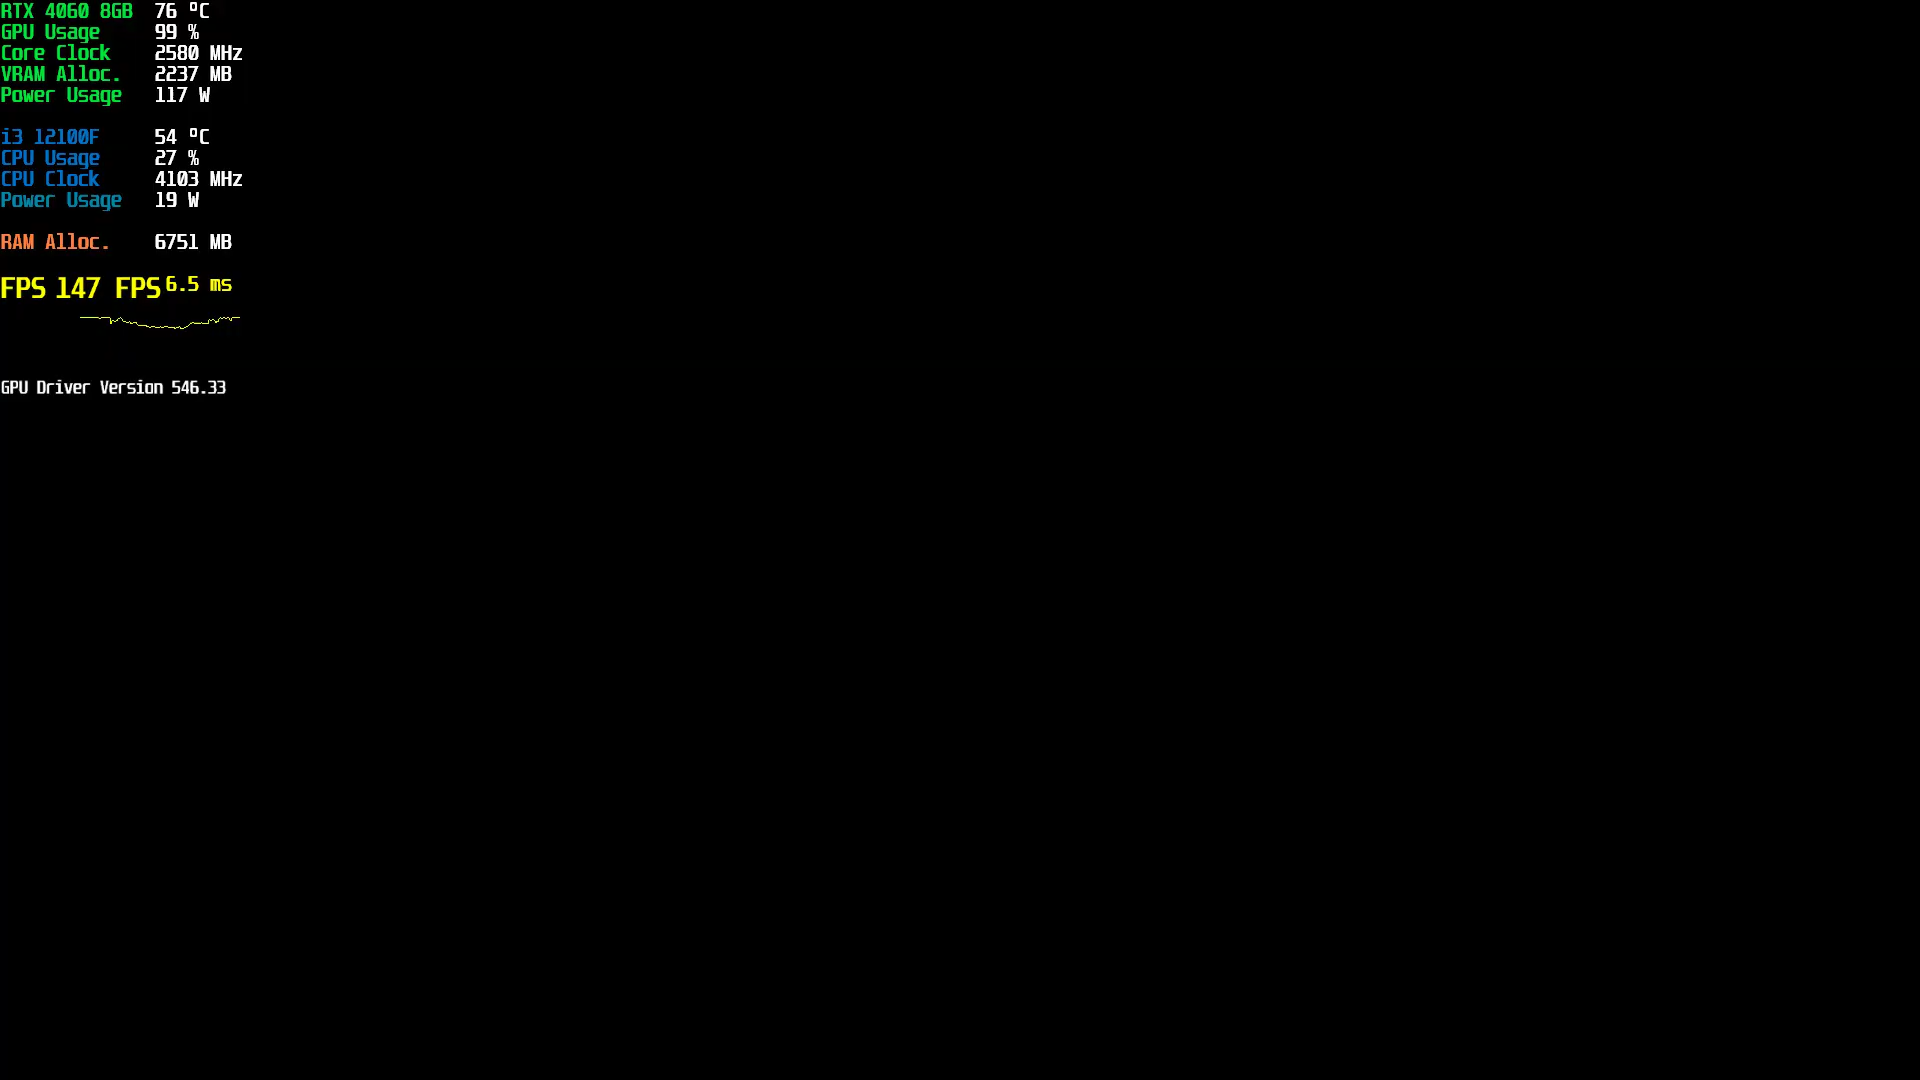 RTX 4060 8GB 76 °C
GPU Usage 99 %
Core Clock 2580 MHz
VRAM Alloc. 2237 MB
Power Usage 117 W
i3 12100F 54 °C
CPU Usage 27 %
CPU Clock 4103 MHz
Power Usage 19 W
RAM Alloc. 6751 MB
FPS 147 FPS 6.5 ms
GPU Driver Version 546.33